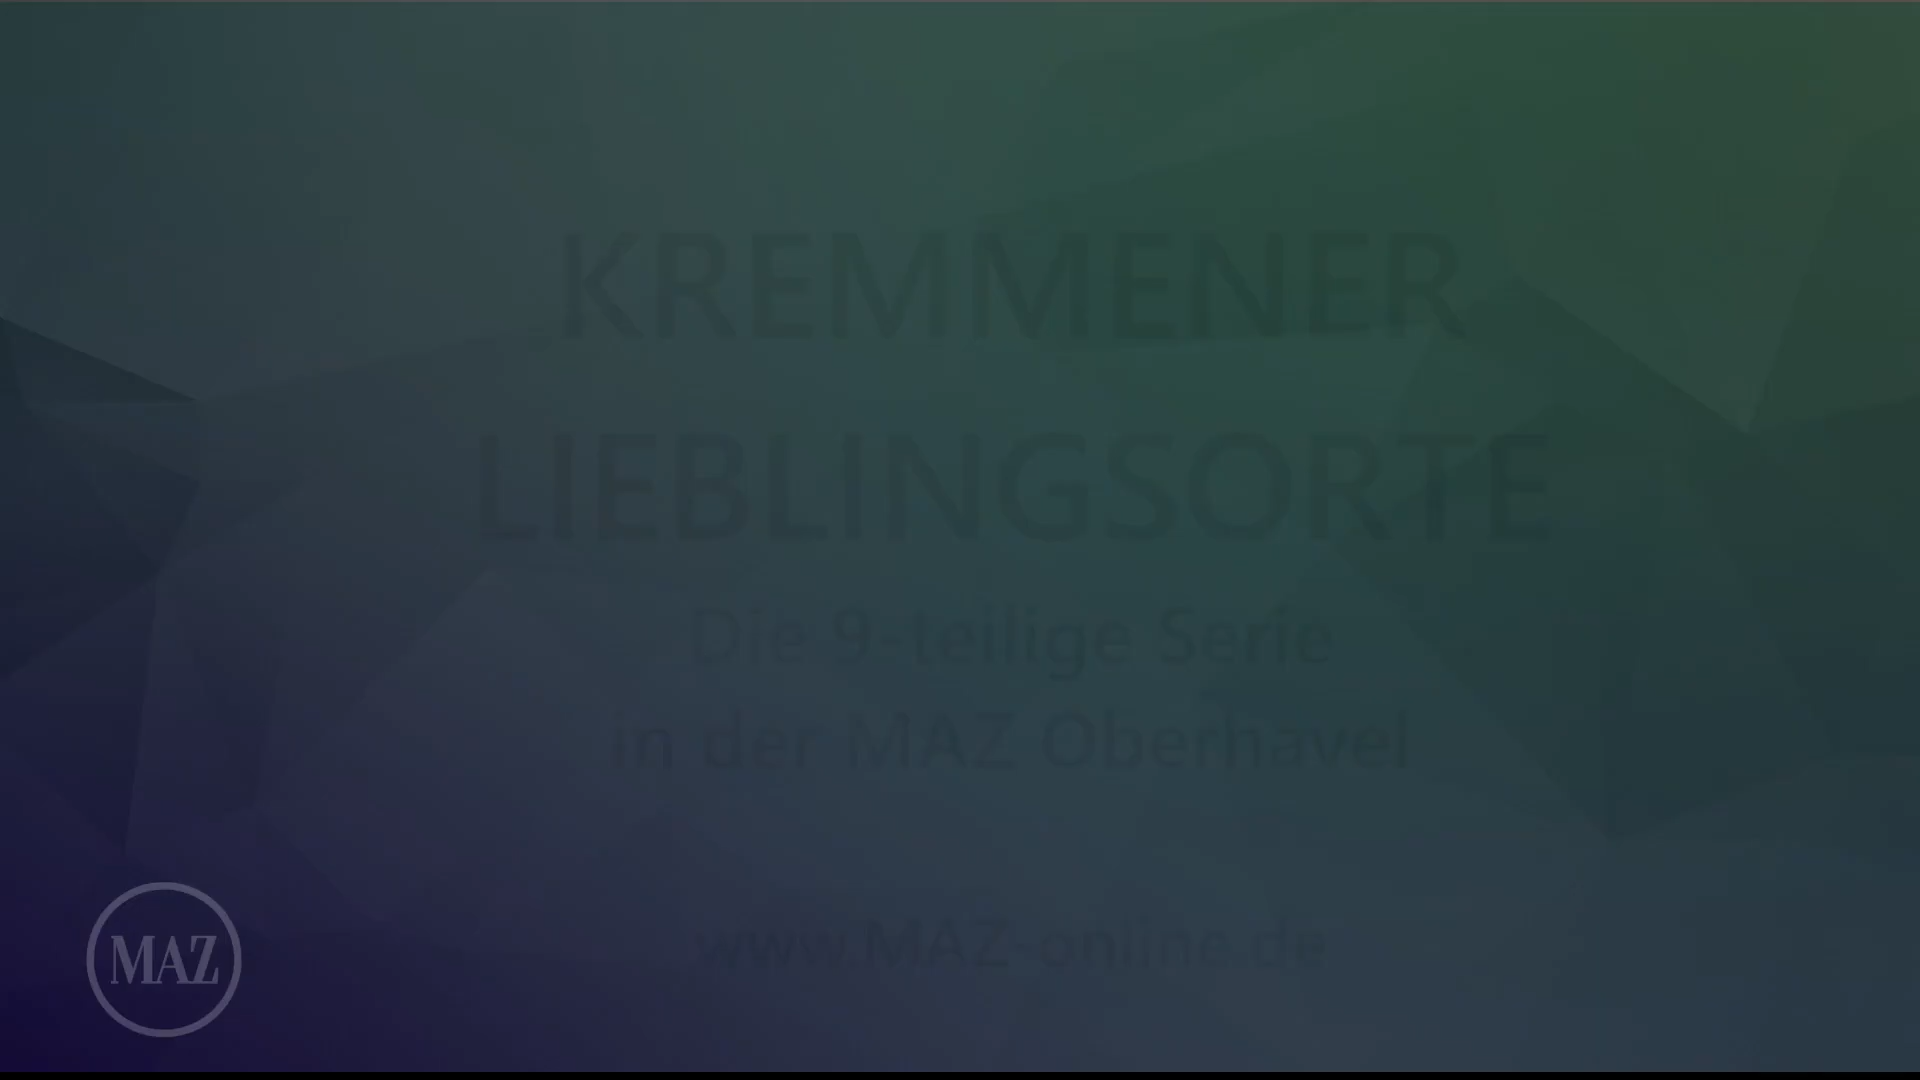 KREMMENER
LIEBLINGSORTE
Die 9-teilige Serie
in der MAZ Oberhavel
www.MAZ-online.de
MAZ